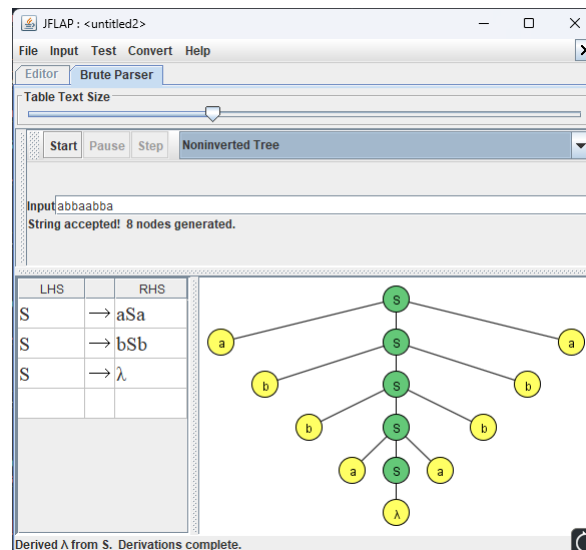 JFLAP : <untitled2>
File Input Test Convert Help
Editor Brute Parser
Table Text Size
Start Pause Step Noninverted Tree
Input abbaabba
String accepted! 8 nodes generated.
LHS RHS
S → aSa
S → bSb
S → λ
S
a S a
b S b
b S b
a S a
λ
Derived λ from S. Derivations complete.